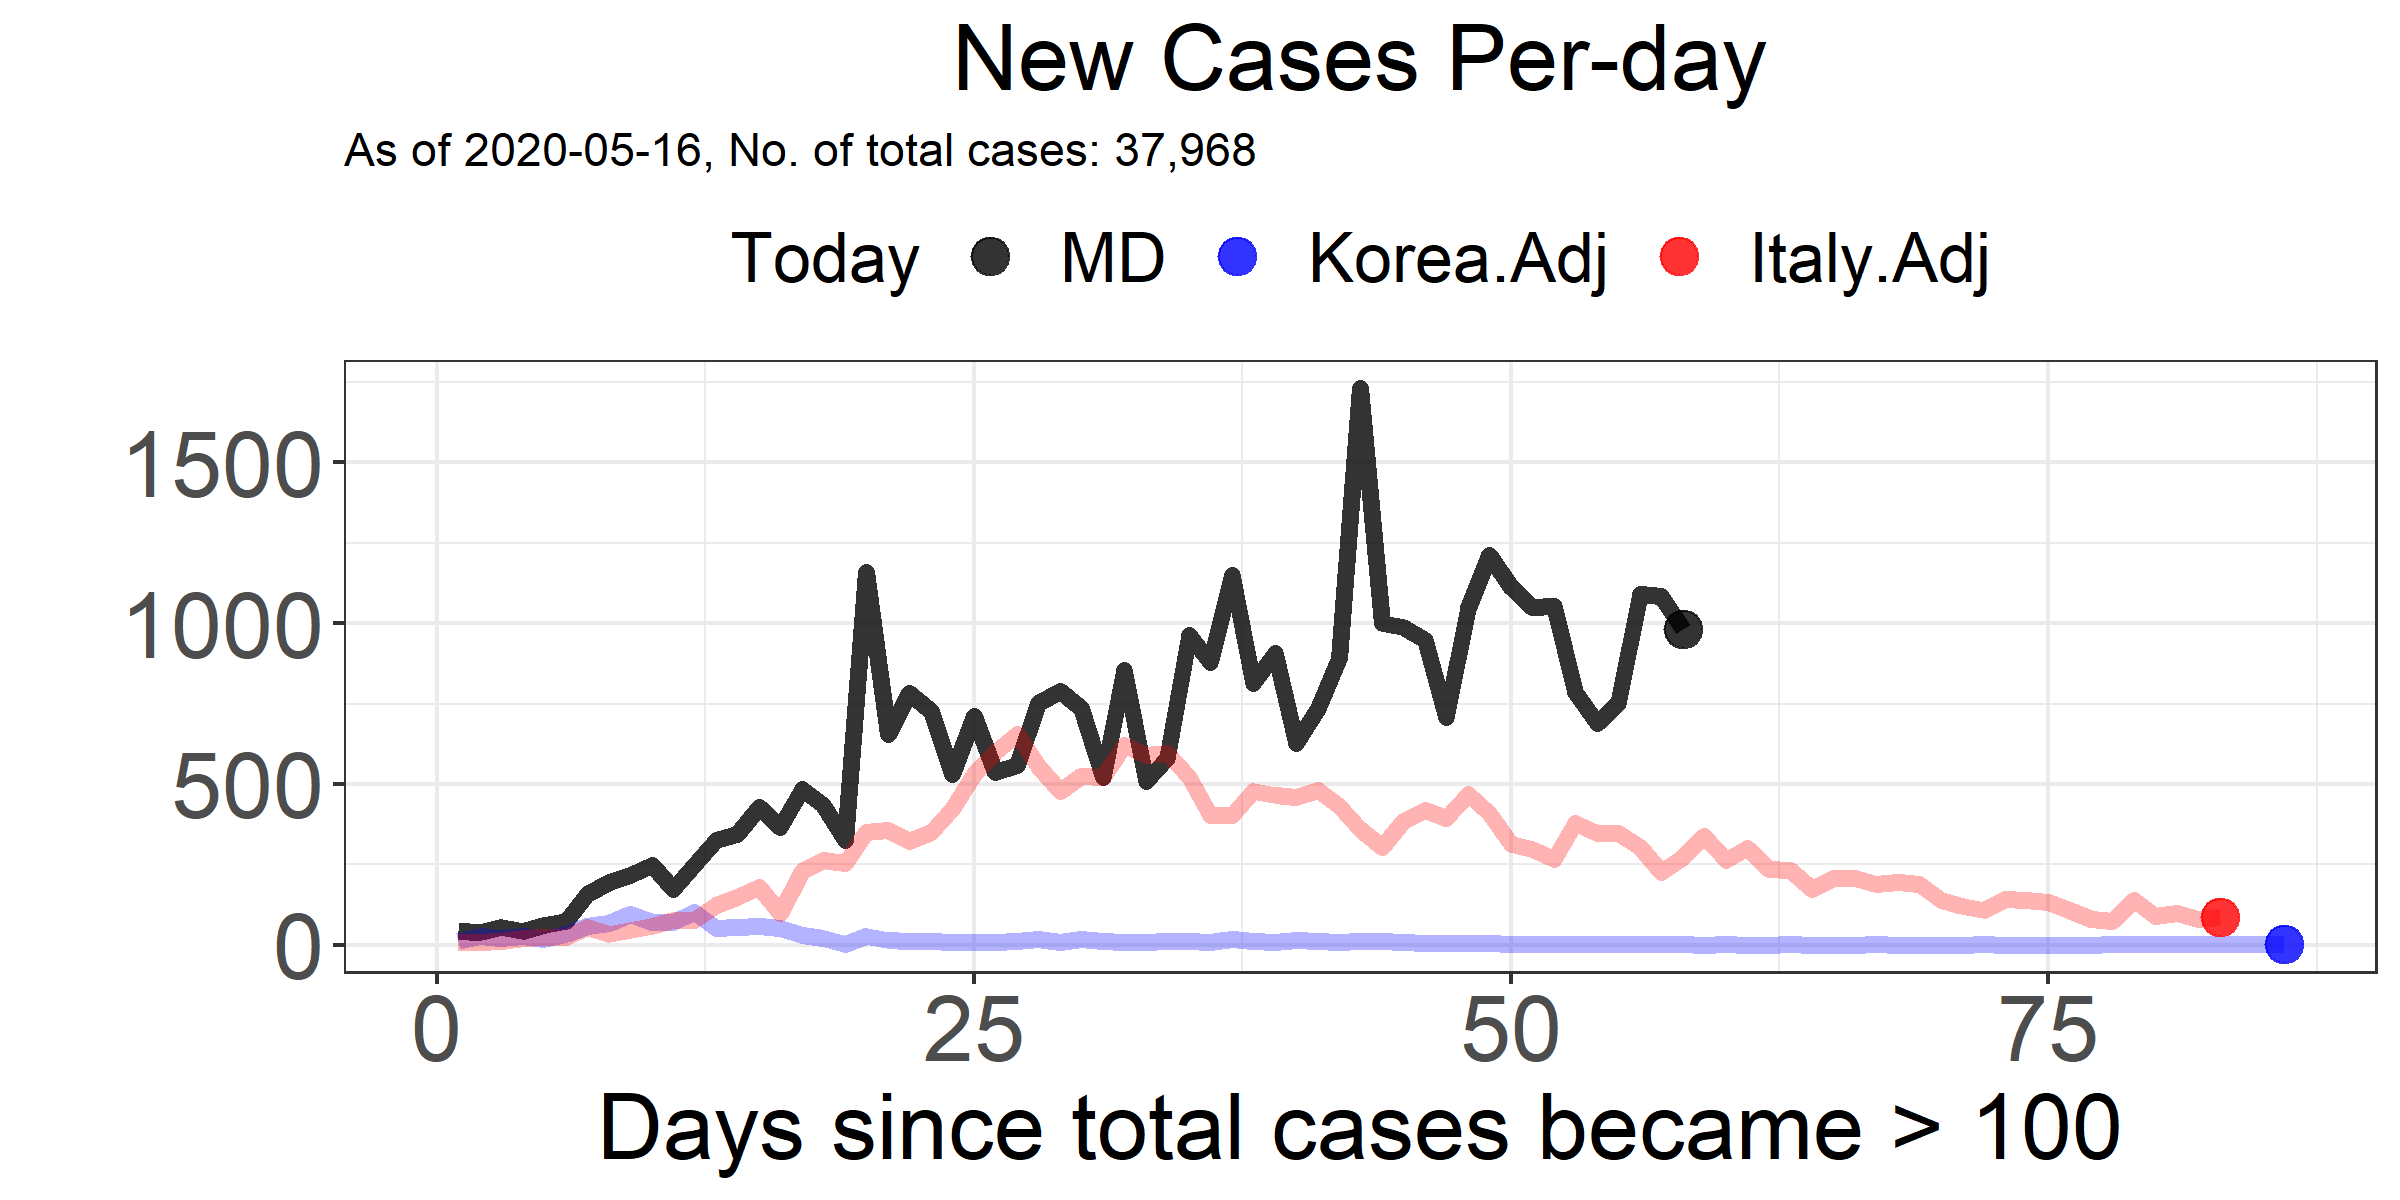 New Cases Per-day
As of 2020-05-16, No. of total cases: 37,968
Today MD Korea.Adj Italy.Adj
1500
1000
500
0
0 25 50 75
Days since total cases became > 100